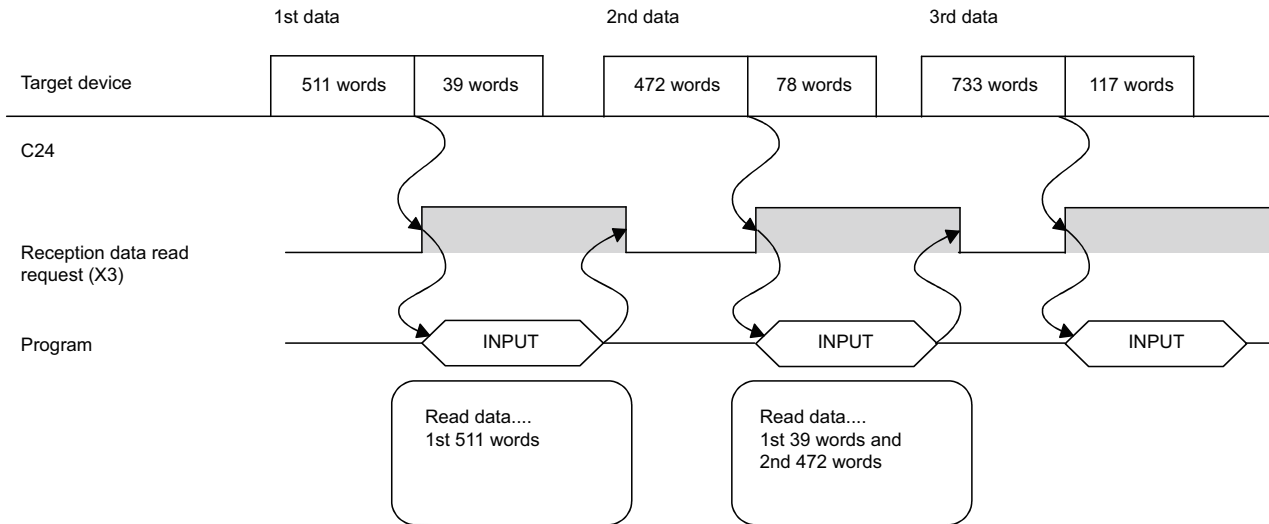 1st data
2nd data
3rd data
Target device
511 words
39 words
472 words
78 words
733 words
117 words
C24
Reception data read
request (X3)
Program
INPUT
INPUT
INPUT
Read data....
1st 511 words
Read data....
1st 39 words and
2nd 472 words